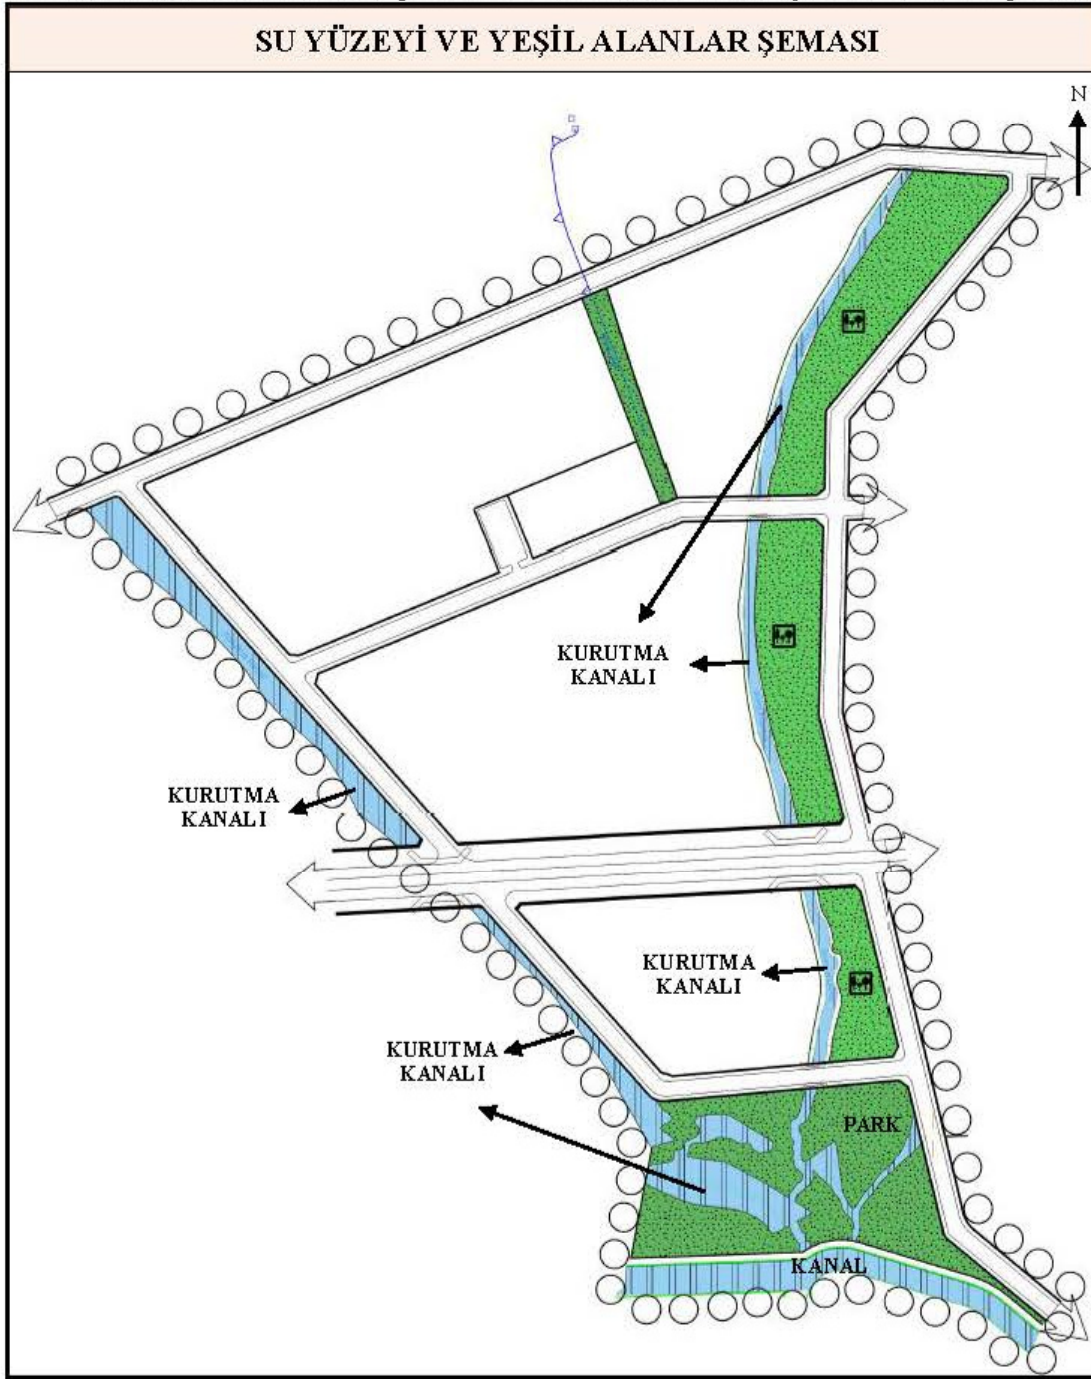 SU YÜZEYİ VE YEŞİL ALANLAR ŞEMASI
N
KURUTMA
KANALI
KURUTMA
KANALI
KURUTMA
KANALI
KURUTMA
KANALI
PARK
KANAL